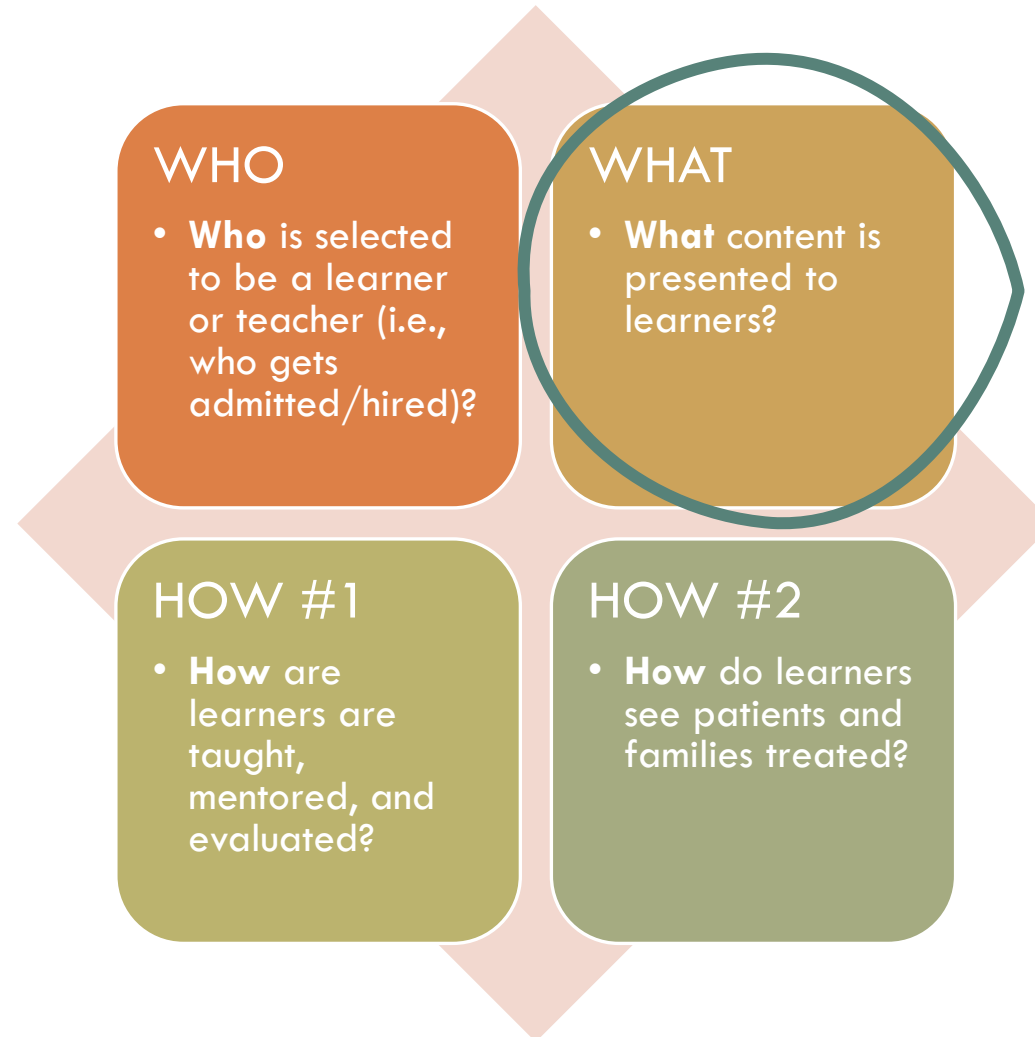 WHO
• Who is selected
to be a learner
or teacher (i.e.,
who gets
admitted/hired)?
WHAT
• What content is
presented to
learners?
HOW #1
• How are
learners are
taught,
mentored, and
evaluated?
HOW #2
• How do learners
see patients and
families treated?